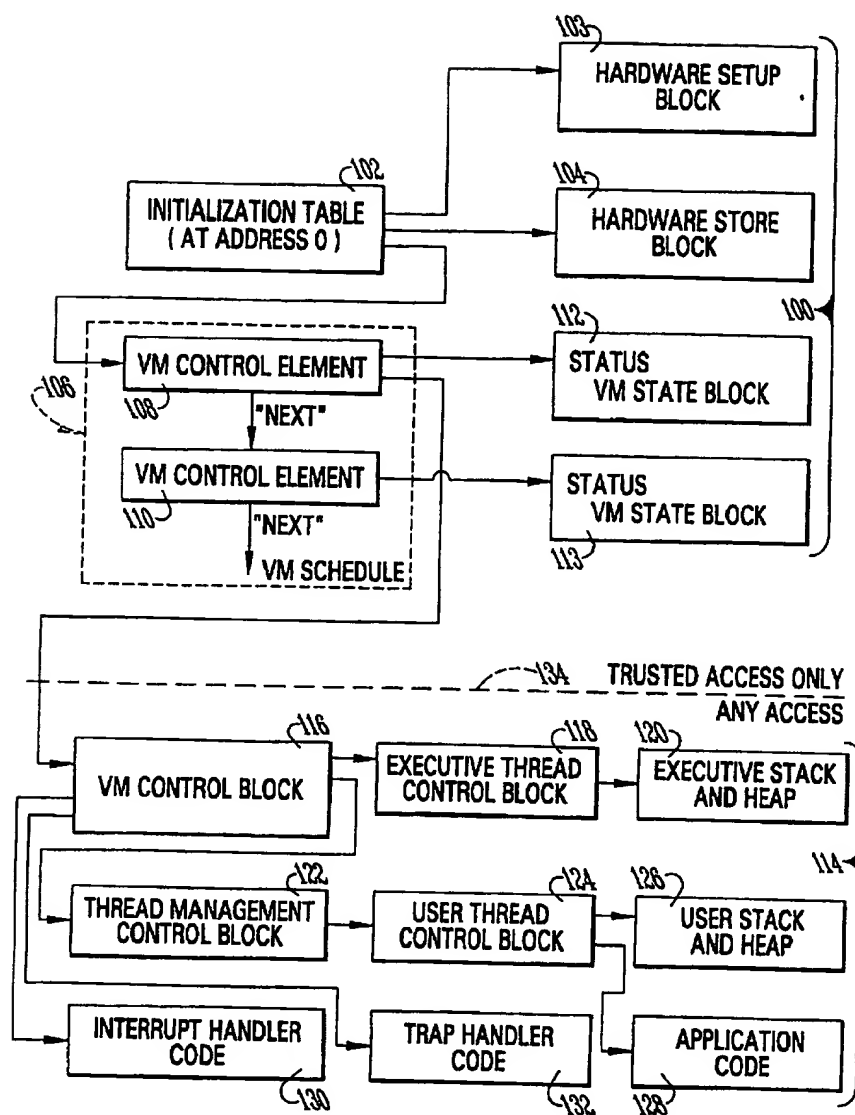 103
HARDWARE SETUP
BLOCK
102
INITIALIZATION TABLE
( AT ADDRESS 0 )
104
HARDWARE STORE
BLOCK
100
106
VM CONTROL ELEMENT
108
"NEXT"
VM CONTROL ELEMENT
110
"NEXT"
VM SCHEDULE
112
STATUS
VM STATE BLOCK
STATUS
VM STATE BLOCK
113
134
TRUSTED ACCESS ONLY
ANY ACCESS
116
VM CONTROL BLOCK
118
EXECUTIVE THREAD
CONTROL BLOCK
120
EXECUTIVE STACK
AND HEAP
114
122
THREAD MANAGEMENT
CONTROL BLOCK
124
USER THREAD
CONTROL BLOCK
126
USER STACK
AND HEAP
INTERRUPT HANDLER
CODE
130
TRAP HANDLER
CODE
132
APPLICATION
CODE
128